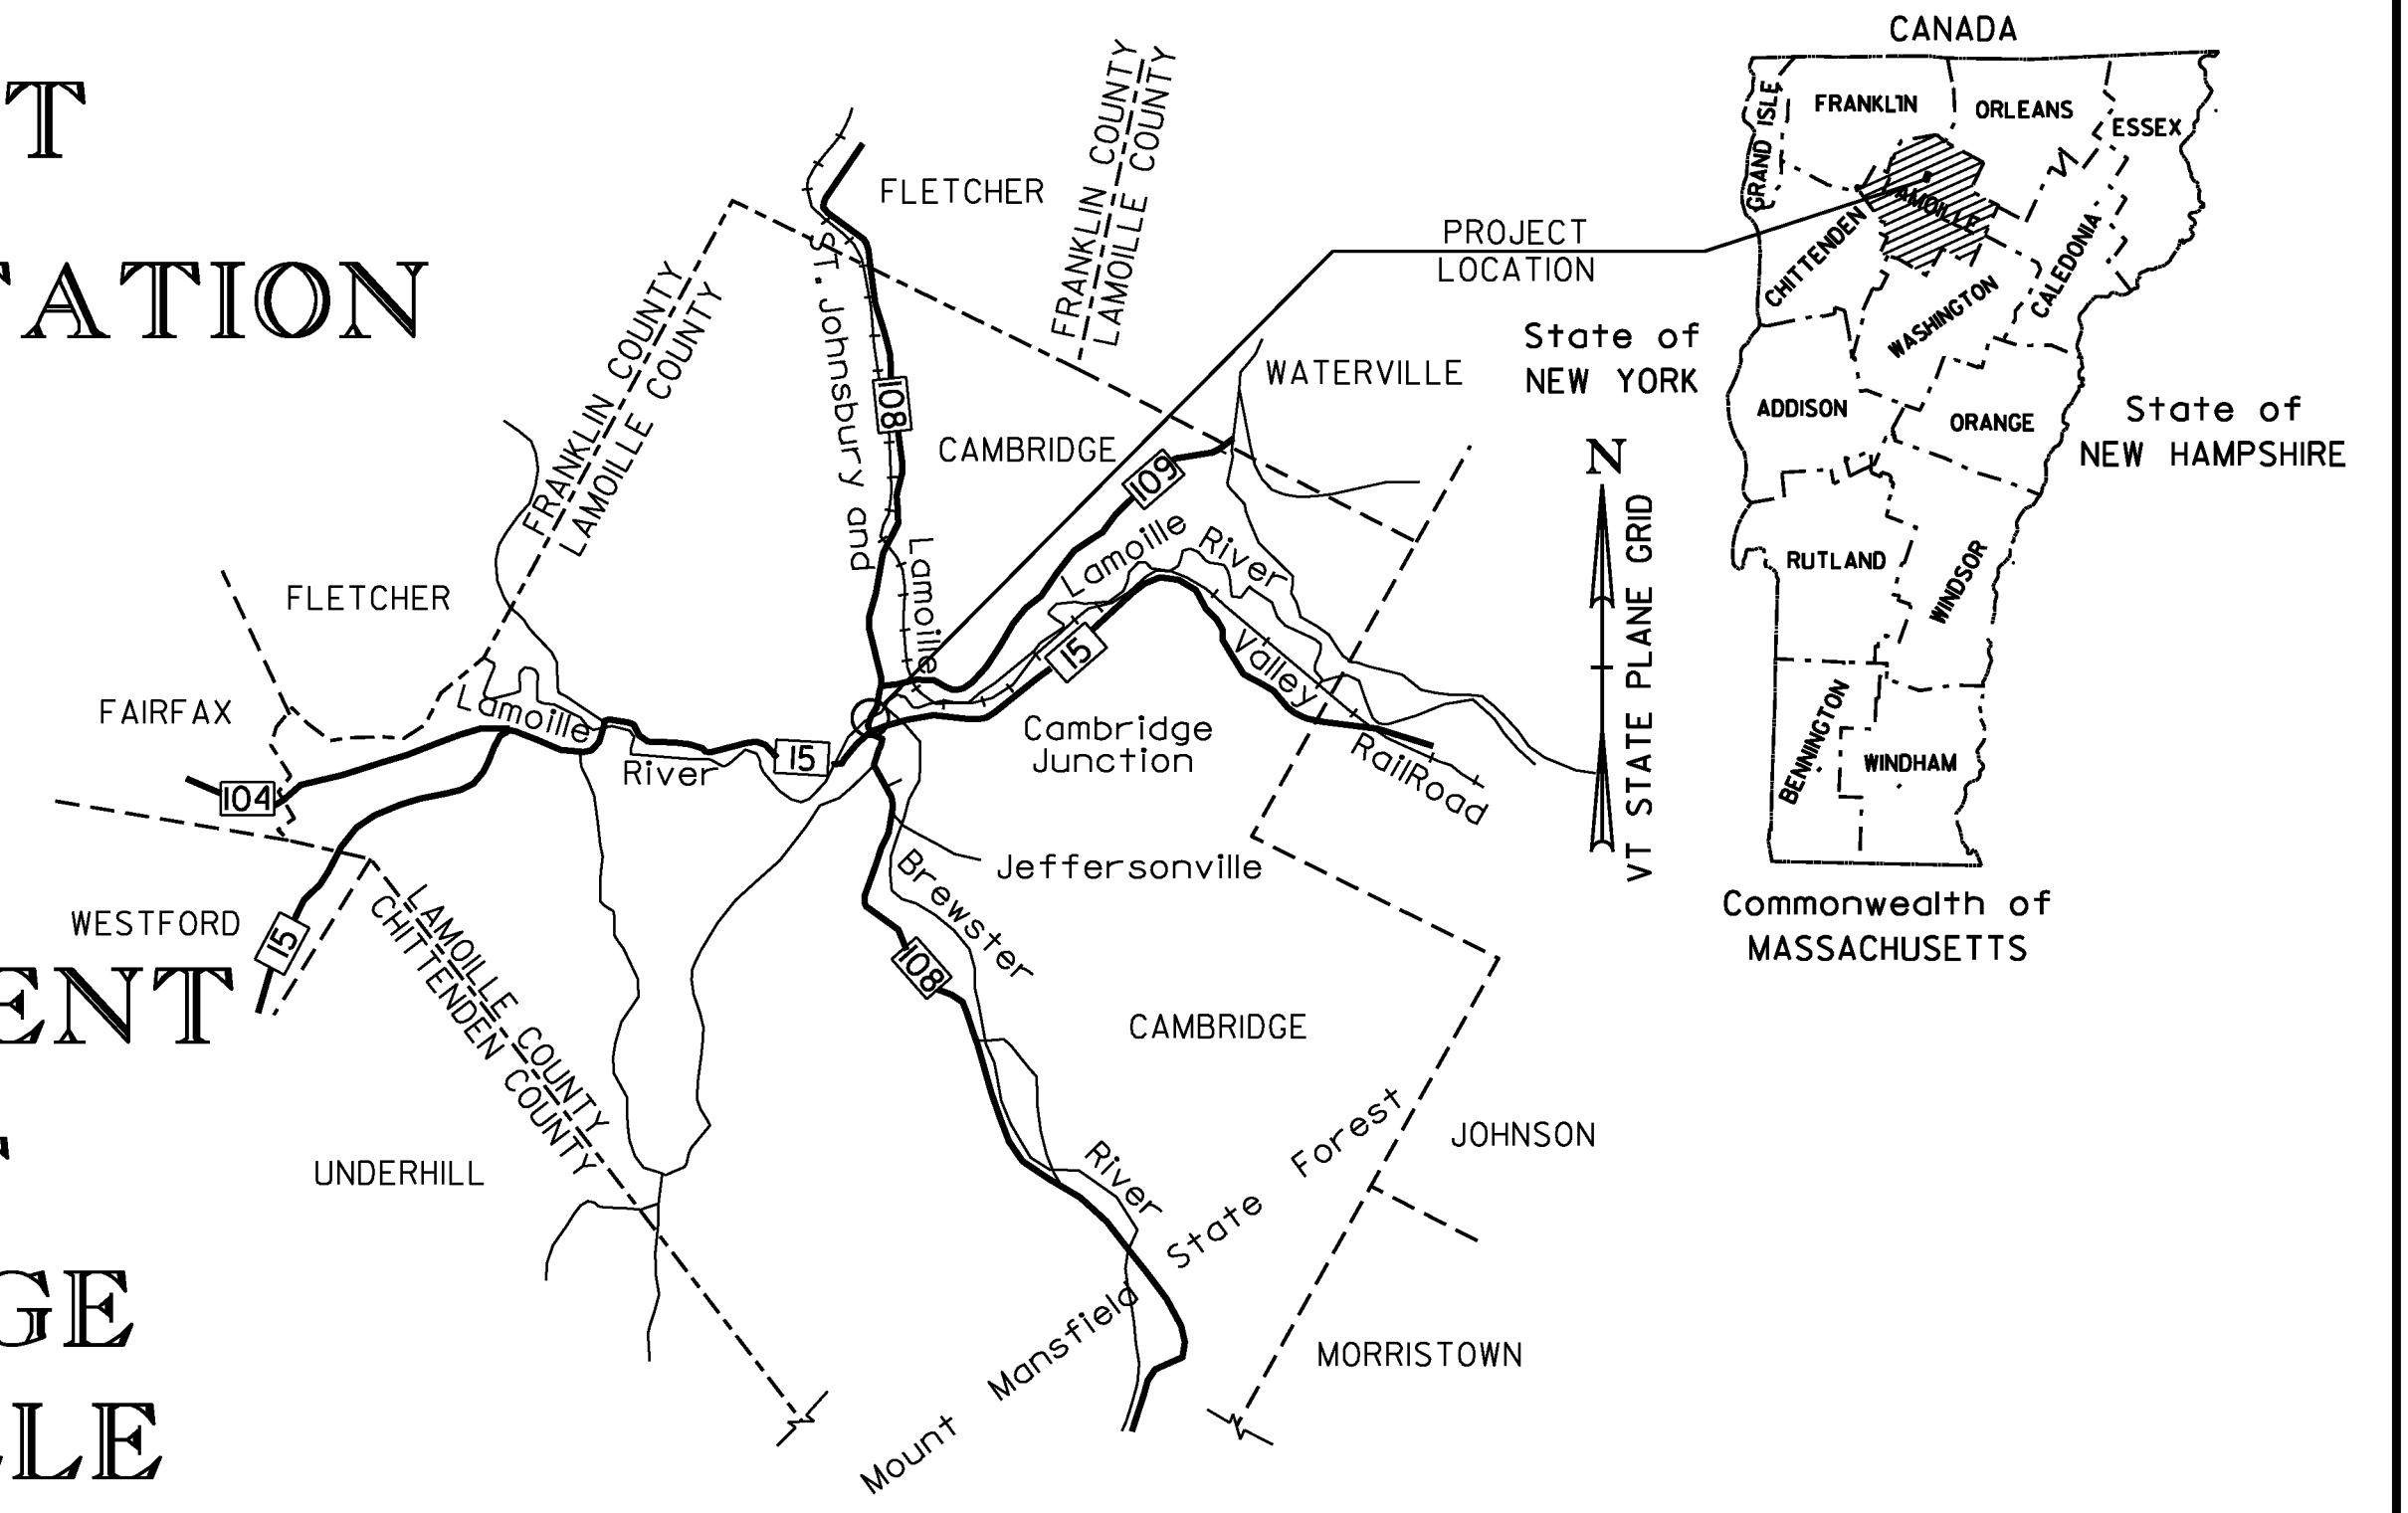 T
TATION
ENT
GE
LLE
FLETCHER
FRANKLIN COUNTY
LAMOILLE COUNTY
FRANKLIN COUNTY
LAMOILLE COUNTY
ST. Johnsbury and
Lamoille
108
WATERVILLE
CAMBRIDGE
109
Lamoille River
FLETCHER
15
Valley
RailRoad
FAIRFAX
Lamoille
River
15
Cambridge
Junction
104
Jeffersonville
WESTFORD
15
LAMOILLE COUNTY
CHITTENDEN COUNTY
Brewster
River
108
CAMBRIDGE
UNDERHILL
JOHNSON
Mount Mansfield State Forest
MORRISTOWN
PROJECT
LOCATION
N
VT STATE PLANE GRID
CANADA
GRAND ISLE
FRANKLIN
ORLEANS
ESSEX
AMOILLE
CHITTENDEN
WASHINGTON
CALEDONIA
State of
NEW YORK
ADDISON
ORANGE
State of
NEW HAMPSHIRE
RUTLAND
WINDSOR
BENNINGTON
WINDHAM
Commonwealth of
MASSACHUSETTS